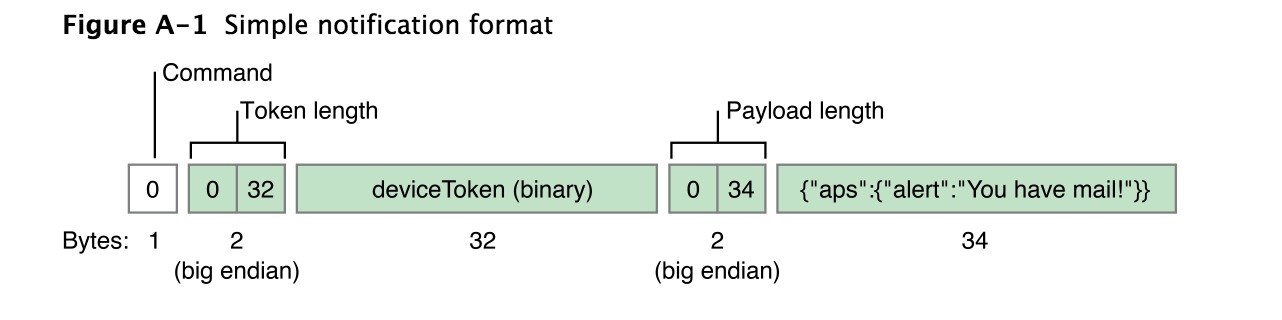 Figure A-1 Simple notification format
Command
Token length
Payload length
0 0 32 deviceToken (binary) 0 34 {"aps":{"alert":"You have mail!"}}
Bytes: 1 2 32 2 34
(big endian) (big endian)